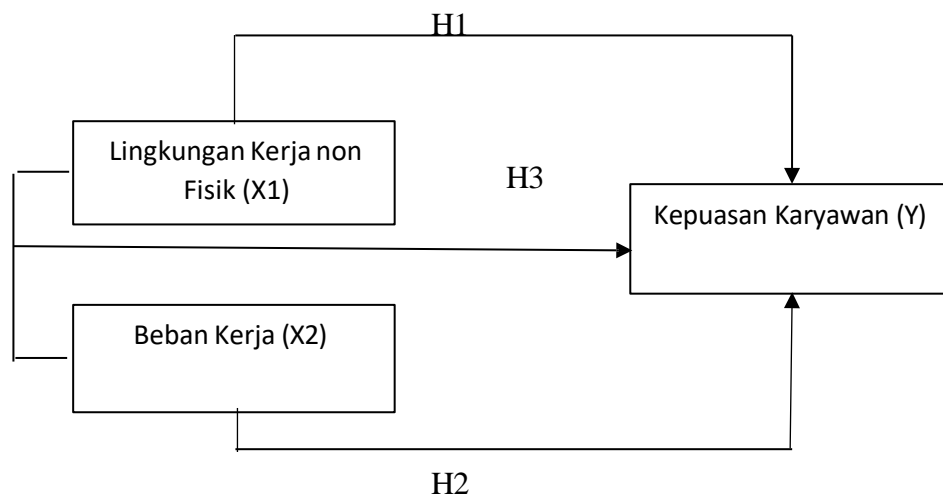 H1
Lingkungan Kerja non
Fisik (X1)
H3
Kepuasan Karyawan (Y)
Beban Kerja (X2)
H2